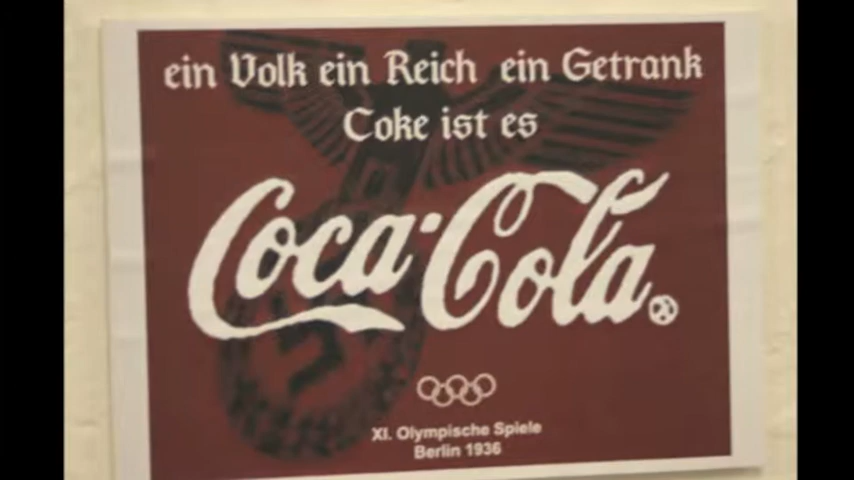 ein Volk ein Reich ein Getrank
Coke ist es
Coca-Cola
XI. Olympische Spiele
Berlin 1936